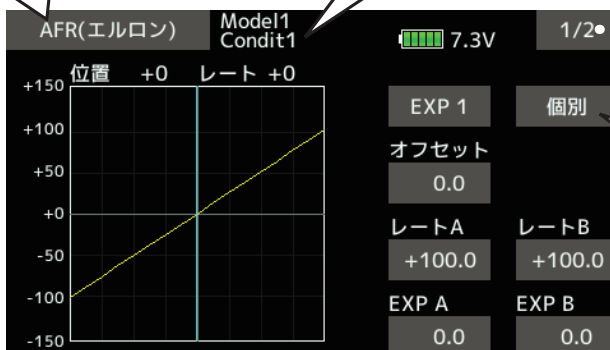 AFR(エルロン)
Model1
Condit1
7.3V
1/2●
位置 +0 レート +0
+150
+100
+50
+0
-50
-100
-150
EXP 1
個別
オフセット
0.0
レートA レートB
+100.0 +100.0
EXP A EXP B
0.0 0.0